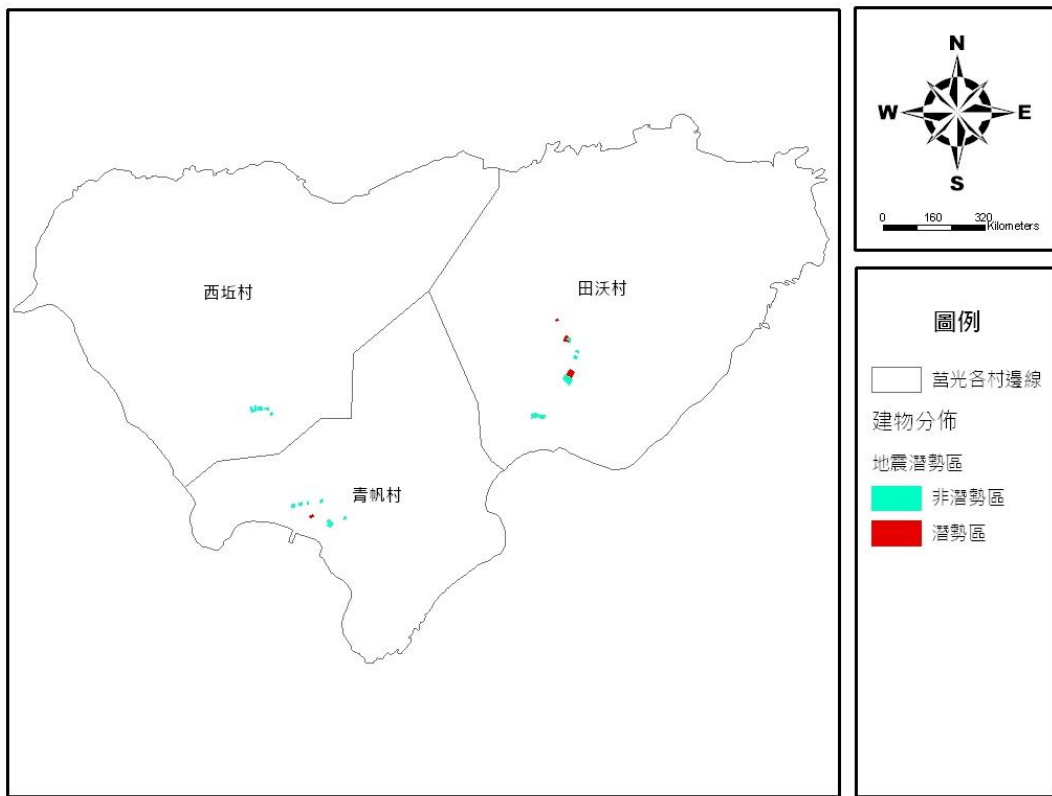 西坵村
田沃村
青帆村
N
W
E
S
0 160 320
Kilometers
圖例
莒光各村邊線
建物分佈
地震潛勢區
非潛勢區
潛勢區